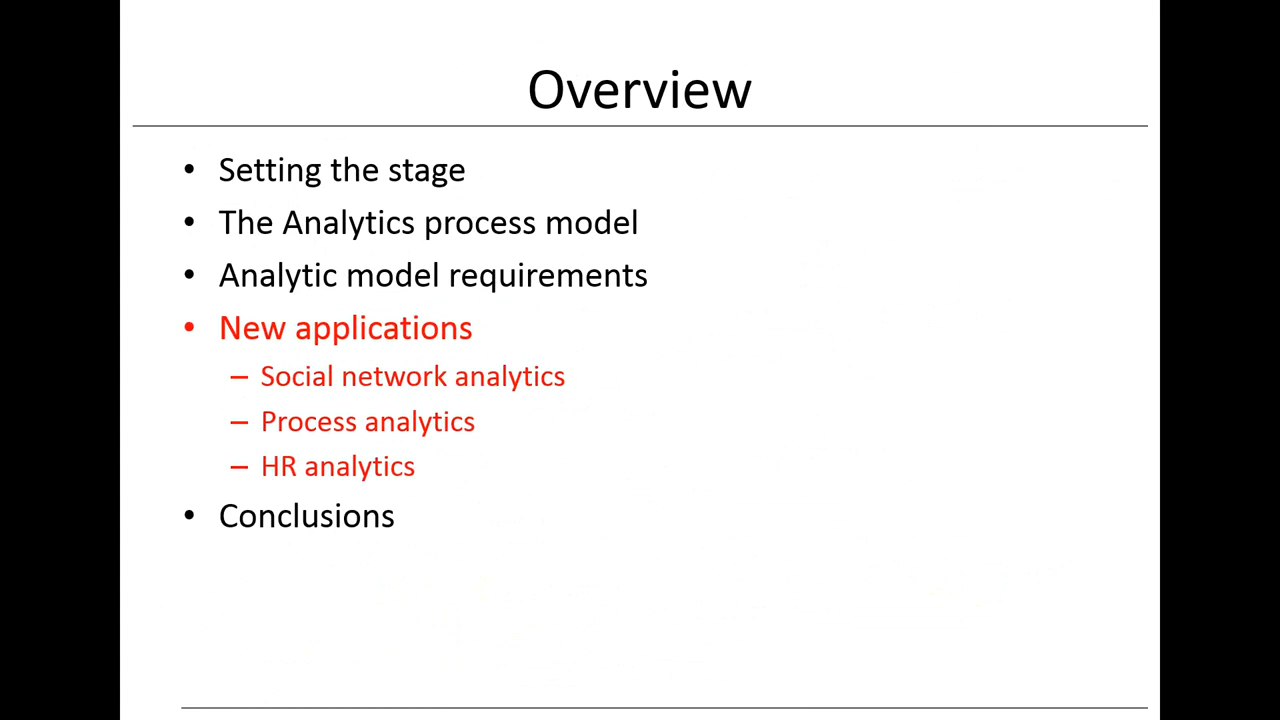 Overview
• Setting the stage
• The Analytics process model
• Analytic model requirements
• New applications
– Social network analytics
– Process analytics
– HR analytics
• Conclusions